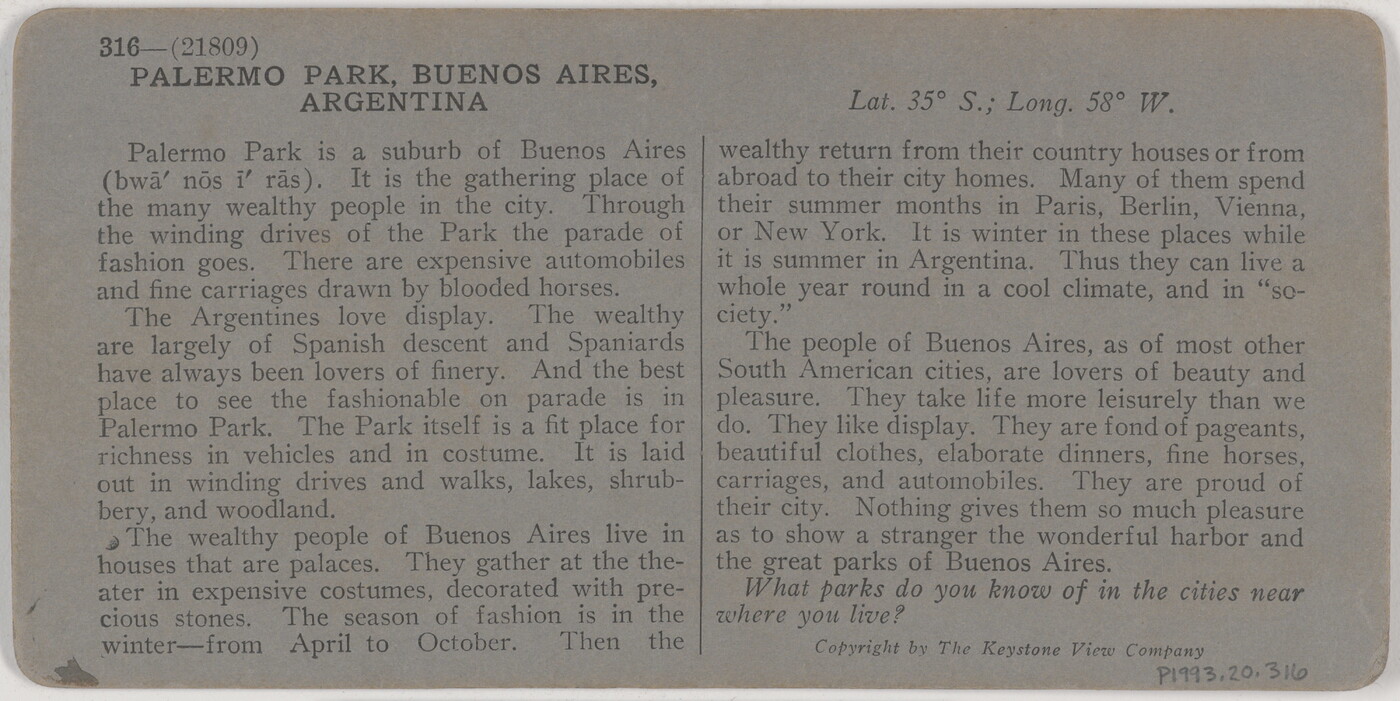 316—(21809)
PALERMO PARK, BUENOS AIRES,
ARGENTINA
Lat. 35° S.; Long. 58° W.
Palermo Park is a suburb of Buenos Aires
(bwā′ nōs ī′ rās). It is the gathering place of
the many wealthy people in the city. Through
the winding drives of the Park the parade of
fashion goes. There are expensive automobiles
and fine carriages drawn by blooded horses.
The Argentines love display. The wealthy
are largely of Spanish descent and Spaniards
have always been lovers of finery. And the best
place to see the fashionable on parade is in
Palermo Park. The Park itself is a fit place for
richness in vehicles and in costume. It is laid
out in winding drives and walks, lakes, shrub-
bery, and woodland.
The wealthy people of Buenos Aires live in
houses that are palaces. They gather at the the-
ater in expensive costumes, decorated with pre-
cious stones. The season of fashion is in the
winter—from April to October. Then the
wealthy return from their country houses or from
abroad to their city homes. Many of them spend
their summer months in Paris, Berlin, Vienna,
or New York. It is winter in these places while
it is summer in Argentina. Thus they can live a
whole year round in a cool climate, and in “so-
ciety.”
The people of Buenos Aires, as of most other
South American cities, are lovers of beauty and
pleasure. They take life more leisurely than we
do. They like display. They are fond of pageants,
beautiful clothes, elaborate dinners, fine horses,
carriages, and automobiles. They are proud of
their city. Nothing gives them so much pleasure
as to show a stranger the wonderful harbor and
the great parks of Buenos Aires.
What parks do you know of in the cities near
where you live?
Copyright by The Keystone View Company
P1993.20.316